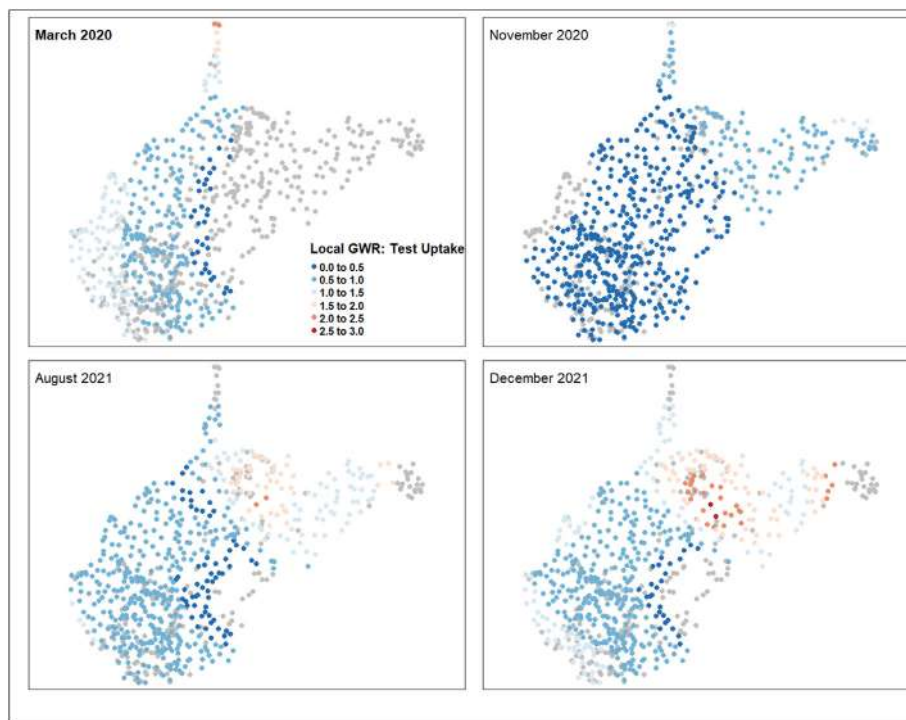 March 2020
November 2020
Local GWR: Test Uptake
0.0 to 0.5
0.5 to 1.0
1.0 to 1.5
1.5 to 2.0
2.0 to 2.5
2.5 to 3.0
August 2021
December 2021